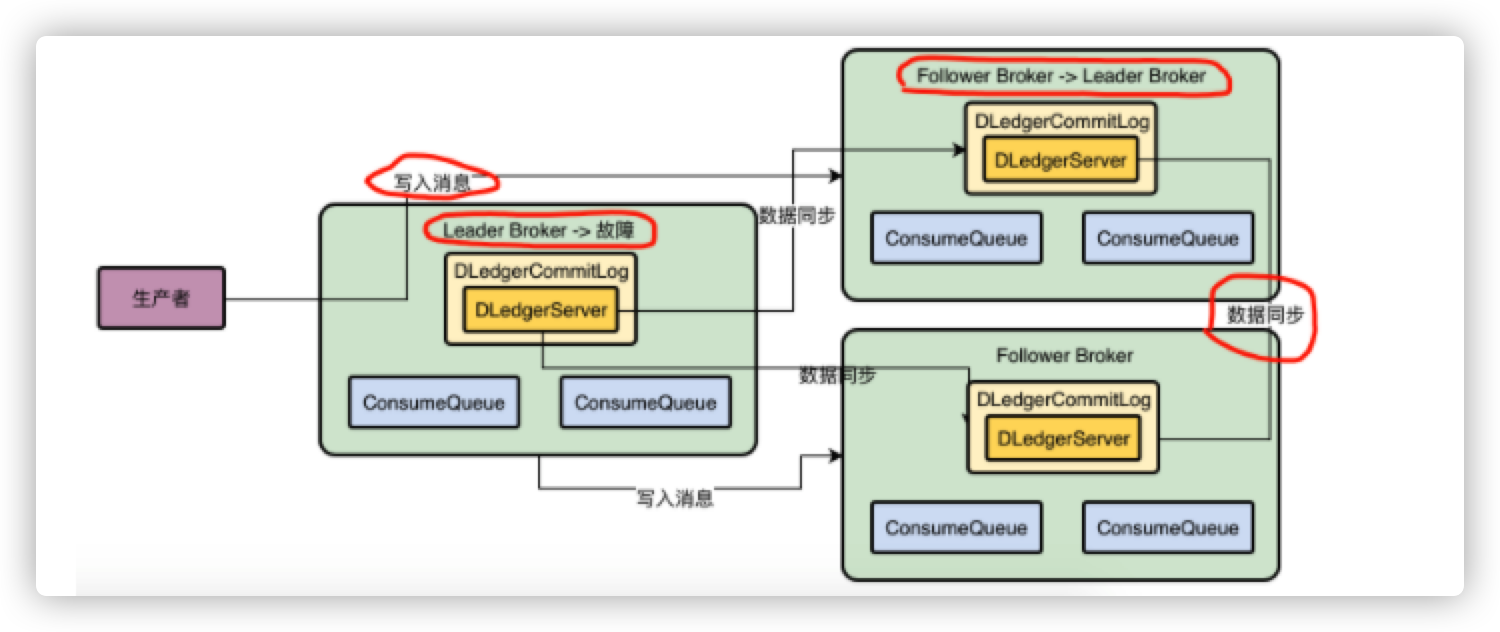 Follower Broker -> Leader Broker
DLedgerCommitLog
DLedgerServer
写入消息
数据同步
Leader Broker -> 故障
ConsumeQueue
ConsumeQueue
DLedgerCommitLog
生产者
DLedgerServer
数据同步
Follower Broker
数据同步
ConsumeQueue
ConsumeQueue
DLedgerCommitLog
DLedgerServer
写入消息
ConsumeQueue
ConsumeQueue